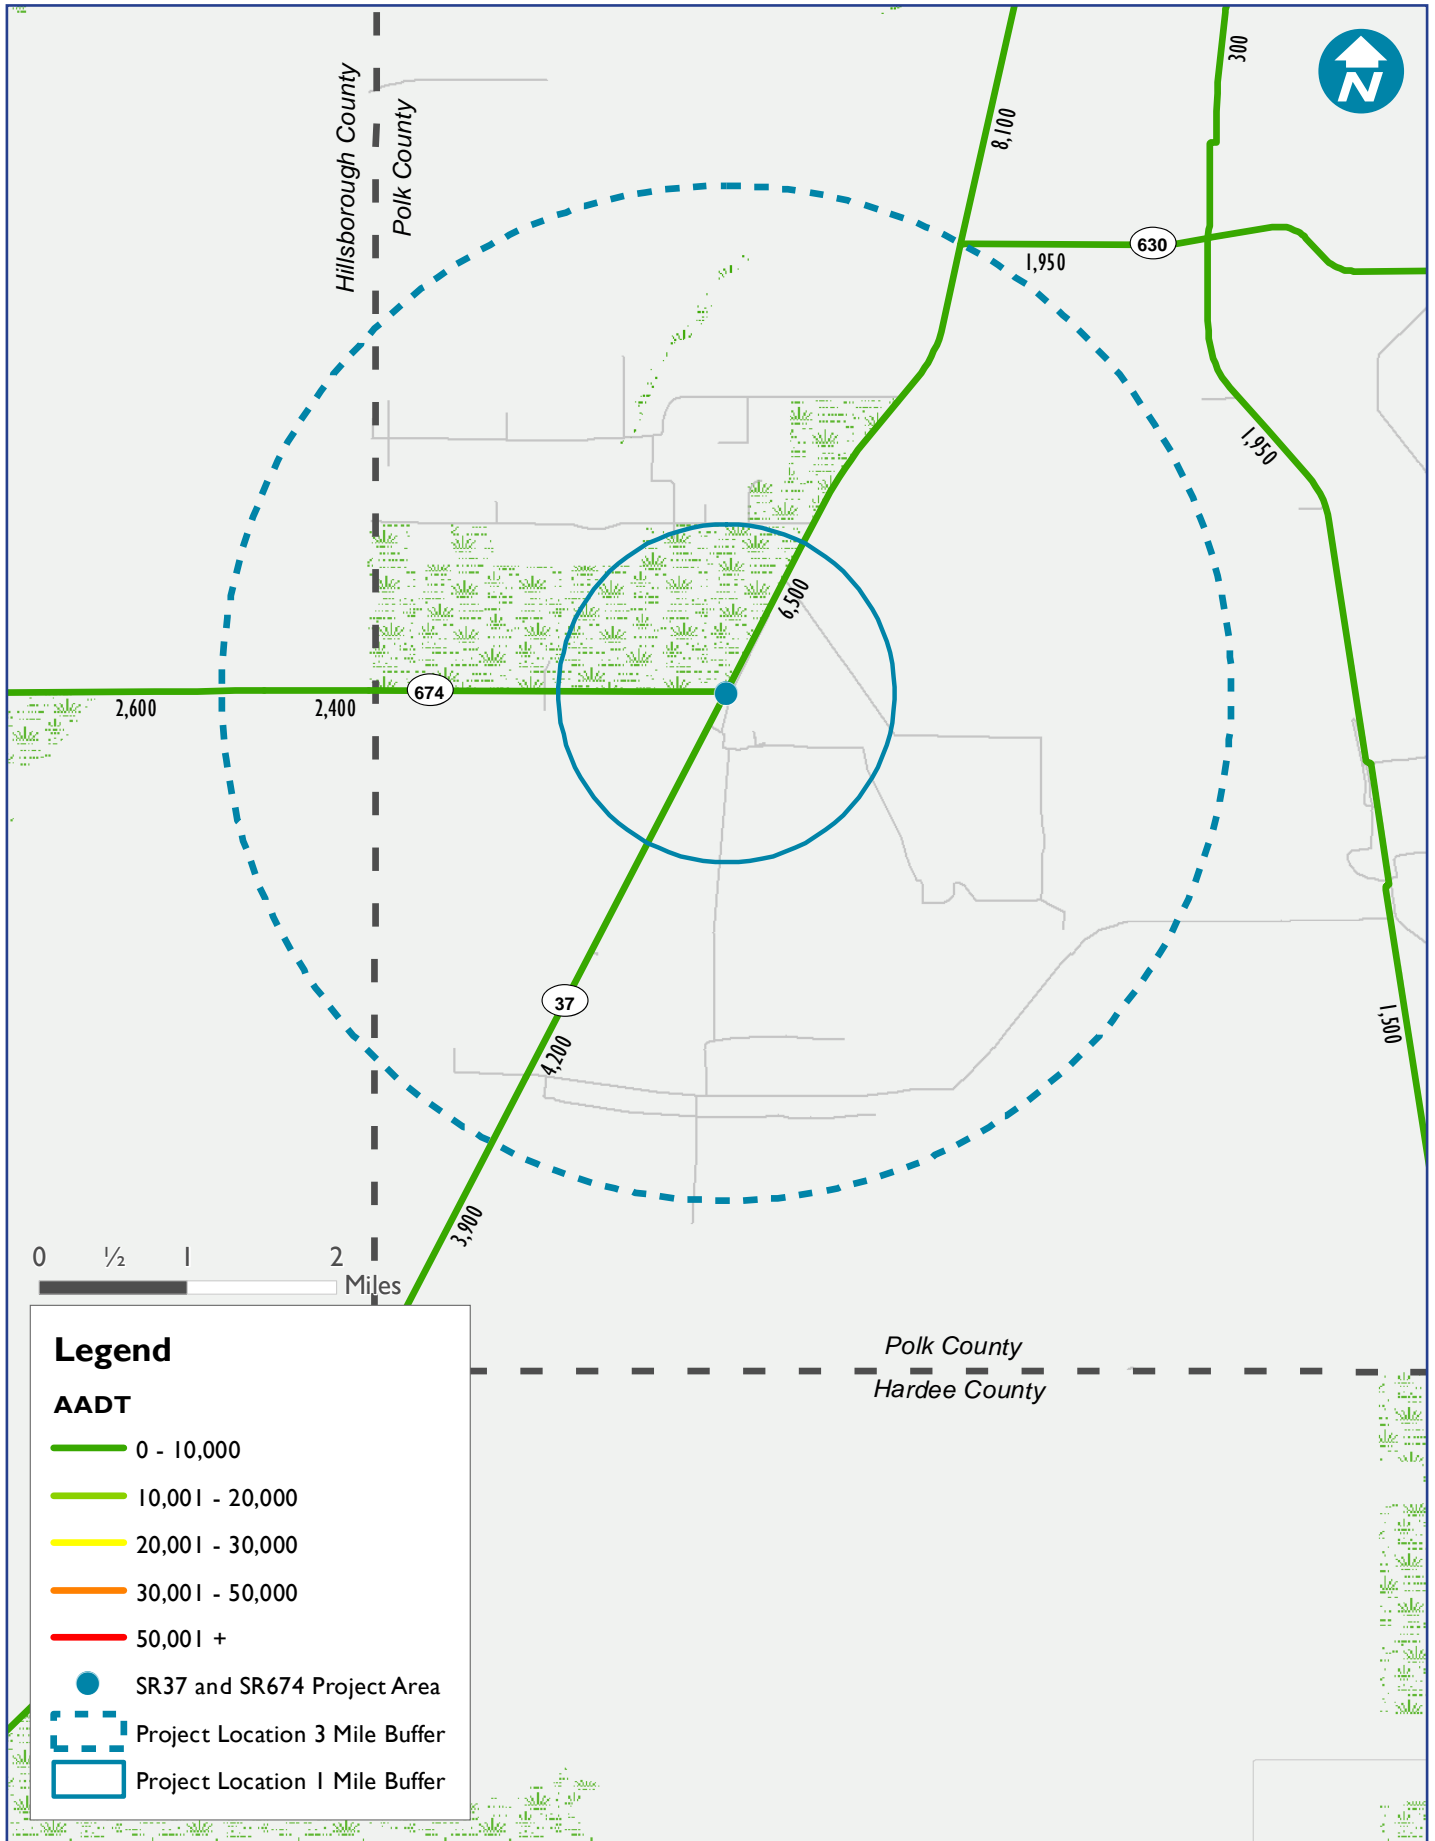 300
N
Hillsborough County
Polk County
8,100
630
1,950
1,950
6,500
674
2,600
2,400
37
4,200
1,500
3,900
0 ½ 1 2
Miles
Polk County
Hardee County
Legend
AADT
0 - 10,000
10,001 - 20,000
20,001 - 30,000
30,001 - 50,000
50,001 +
SR37 and SR674 Project Area
Project Location 3 Mile Buffer
Project Location 1 Mile Buffer